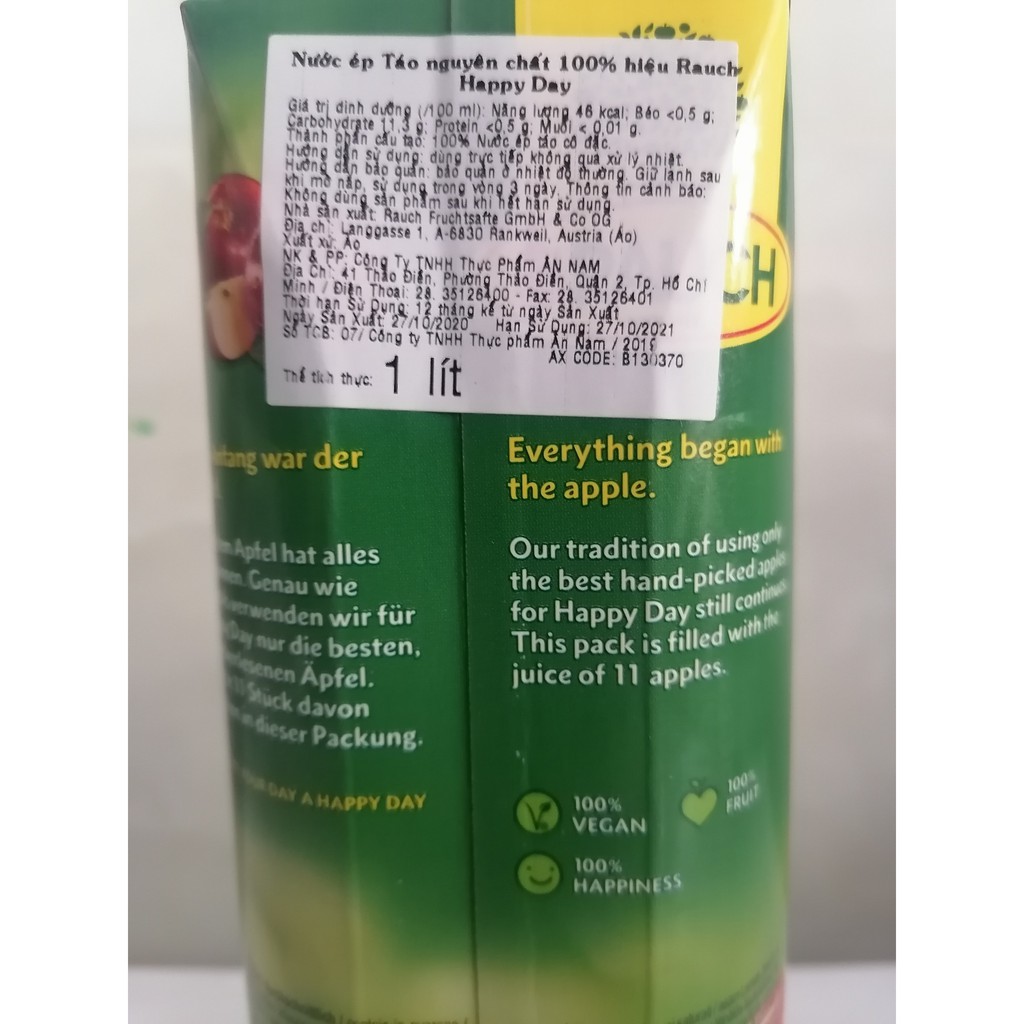 Nước ép Táo nguyên chất 100% hiệu Rauch
Happy Day
Giá trị dinh dưỡng (/100 ml): Năng lượng 46 kcal; Béo <0,5 g;
Carbohydrate 11,3 g; Protein <0,5 g; Muối < 0,01 g.
Thành phần cấu tạo: 100% Nước ép táo cô đặc.
Hướng dẫn sử dụng: dùng trực tiếp không qua xử lý nhiệt.
Hướng dẫn bảo quản: bảo quản ở nhiệt độ thường. Giữ lạnh sau
khi mở nắp, sử dụng trong vòng 3 ngày. Thông tin cảnh báo:
Không dùng sản phẩm sau khi hết hạn sử dụng.
Nhà sản xuất: Rauch Fruchtsafte GmbH & Co OG
Địa chỉ: Langgasse 1, A-6830 Rankweil, Austria (Áo)
Xuất xứ: Áo
NK & PP: Công Ty TNHH Thực Phẩm ÂN NAM
Địa Chỉ: 41 Thảo Điền, Phường Thảo Điền, Quận 2, Tp. Hồ Chí
Minh / Điện Thoại: 28. 35126400 - Fax: 28. 35126401
Thời hạn Sử Dụng: 12 tháng kể từ ngày Sản Xuất
Ngày Sản Xuất: 27/10/2020 Hạn Sử Dụng: 27/10/2021
Số TCB: 07/ Công ty TNHH Thực phẩm Ân Nam / 2019
AX CODE: B130370
Thể tích thực: 1 lít
CH
war der
Apfel hat alles
Genau wie
verwenden wir für
Day nur die besten,
Äpfel.
Stück davon
dieser Packung.
DAY A HAPPY DAY
Everything began with
the apple.
Our tradition of using only
the best hand-picked apples
for Happy Day still continues.
This pack is filled with the
juice of 11 apples.
100%
VEGAN
100%
FRUIT
100%
HAPPINESS